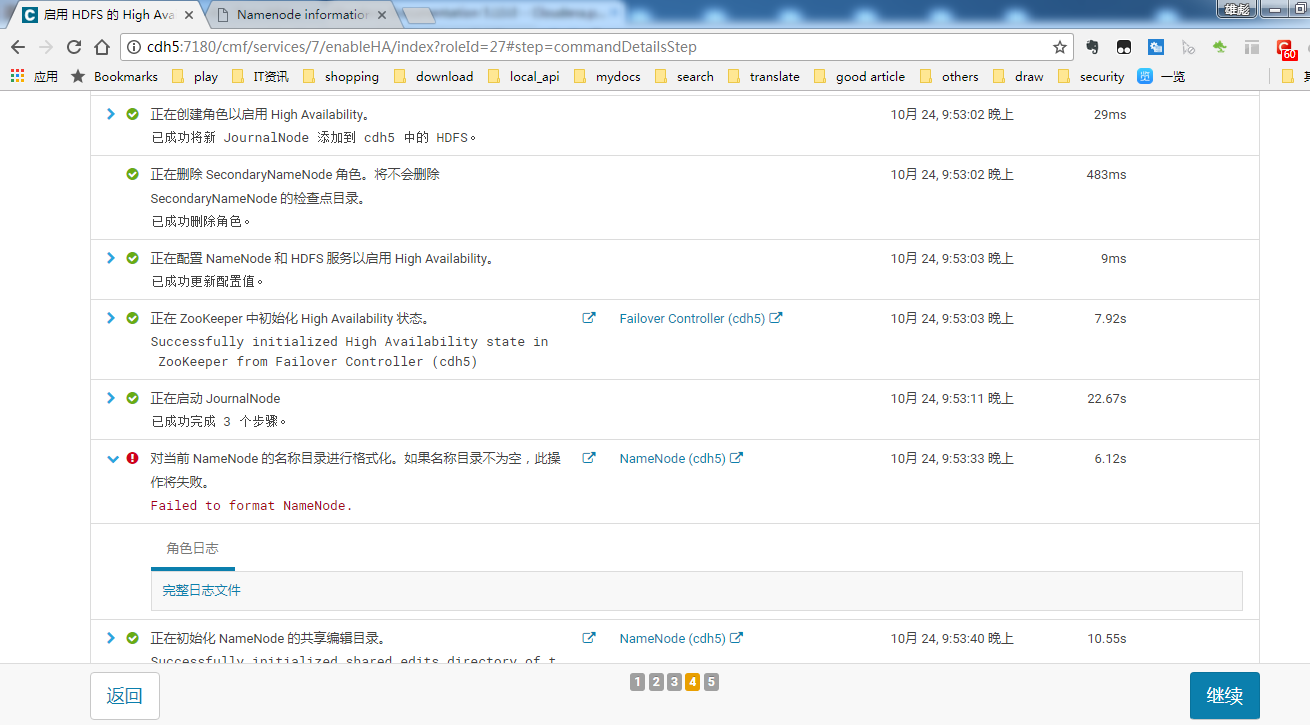 启用 HDFS 的 High Ava
Namenode information
雄彪
cdh5:7180/cmf/services/7/enableHA/index?roleId=27#step=commandDetailsStep
60
应用 Bookmarks play IT资讯 shopping download local_api mydocs search translate good article others draw security 览 一览
正在创建角色以启用 High Availability。 10月 24, 9:53:02 晚上 29ms
已成功将新 JournalNode 添加到 cdh5 中的 HDFS。
正在删除 SecondaryNameNode 角色。将不会删除 10月 24, 9:53:02 晚上 483ms
SecondaryNameNode 的检查点目录。
已成功删除角色。
正在配置 NameNode 和 HDFS 服务以启用 High Availability。 10月 24, 9:53:03 晚上 9ms
已成功更新配置值。
正在 ZooKeeper 中初始化 High Availability 状态。 Failover Controller (cdh5) 10月 24, 9:53:03 晚上 7.92s
Successfully initialized High Availability state in
ZooKeeper from Failover Controller (cdh5)
正在启动 JournalNode 10月 24, 9:53:11 晚上 22.67s
已成功完成 3 个步骤。
对当前 NameNode 的名称目录进行格式化。如果名称目录不为空，此操 NameNode (cdh5) 10月 24, 9:53:33 晚上 6.12s
作将失败。
Failed to format NameNode.
角色日志
完整日志文件
正在初始化 NameNode 的共享编辑目录。 NameNode (cdh5) 10月 24, 9:53:40 晚上 10.55s
Successfully initialized shared edits directory of t
返回 1 2 3 4 5 继续